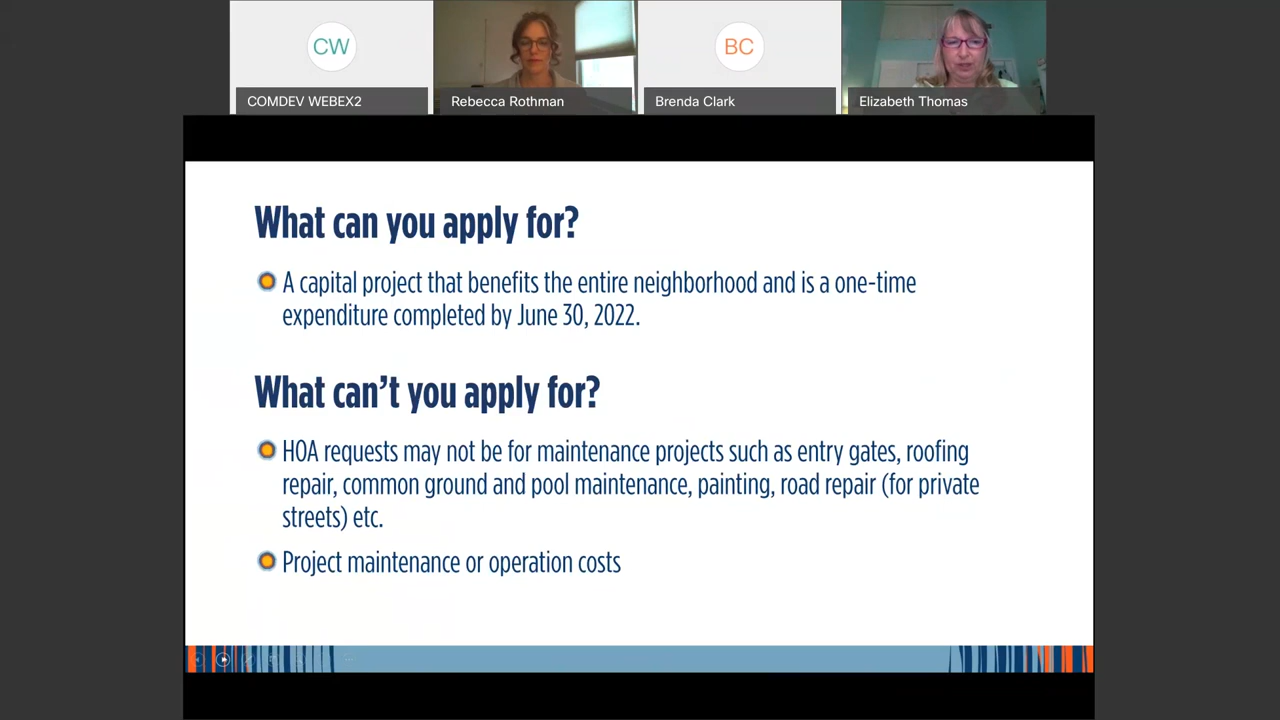 CW
BC
COMDEV WEBEX2
Rebecca Rothman
Brenda Clark
Elizabeth Thomas
What can you apply for?
A capital project that benefits the entire neighborhood and is a one-time
expenditure completed by June 30, 2022.
What can’t you apply for?
HOA requests may not be for maintenance projects such as entry gates, roofing
repair, common ground and pool maintenance, painting, road repair (for private
streets) etc.
Project maintenance or operation costs